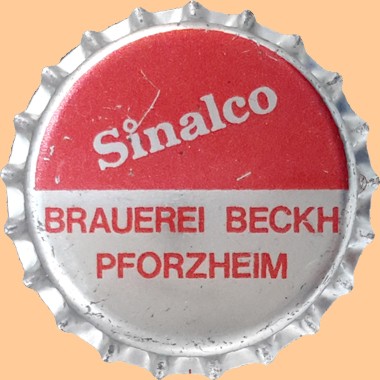 Sinalco
BRAUEREI BECKH
PFORZHEIM